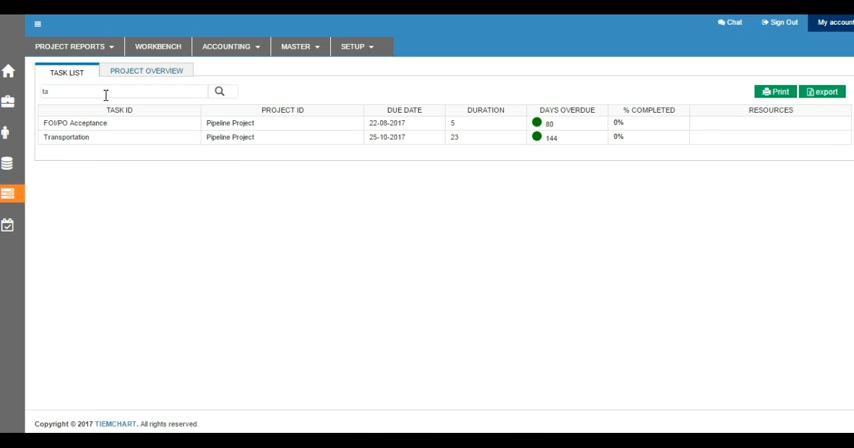 Chat Sign Out My account
PROJECT REPORTS WORKBENCH ACCOUNTING MASTER SETUP
TASK LIST PROJECT OVERVIEW
ta
Print export
TASK ID PROJECT ID DUE DATE DURATION DAYS OVERDUE % COMPLETED RESOURCES
FOI/PO Acceptance Pipeline Project 22-08-2017 5 80 0%
Transportation Pipeline Project 25-10-2017 23 144 0%
Copyright © 2017 TIEMCHART. All rights reserved.